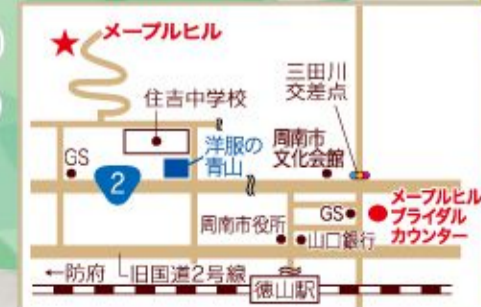 メープルヒル
住吉中学校
三田川
交差点
洋服の
青山
周南市
文化会館
GS
2
メープルヒル
ブライダル
カウンター
GS
周南市役所
山口銀行
←防府
旧国道2号線
徳山駅